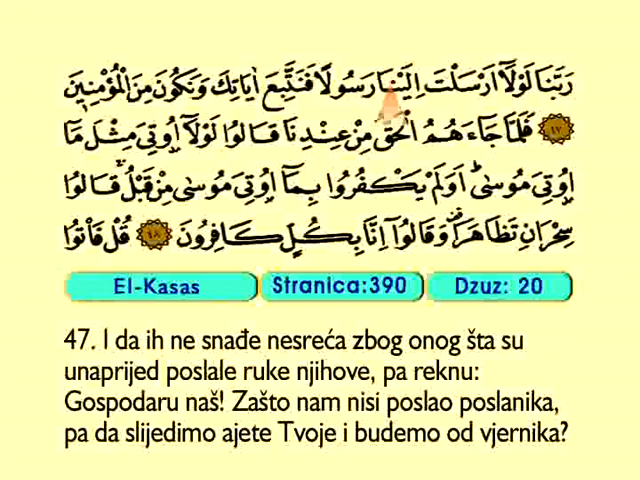 رَبَّنَا لَوْلَٓا اَرْسَلْتَ اِلَيْنَا رَسُولًا فَنَتَّبِعَ اٰيَاتِكَ وَنَكُونَ مِنَ الْمُؤْمِنٖينَ
٤٧ فَلَمَّا جَٓاءَهُمُ الْحَقُّ مِنْ عِنْدِنَا قَالُوا لَوْلَٓا اُوتِيَ مِثْلَ مَٓا
اُوتِيَ مُوسٰىؕ اَوَلَمْ يَكْفُرُوا بِمَٓا اُوتِيَ مُوسٰى مِنْ قَبْلُۚ قَالُوا
سِحْرَانِ تَظَاهَرَا۠ وَقَالُٓوا اِنَّا بِكُلٍّ كَافِرُونَ ٤٨ قُلْ فَأْتُوا
El-Kasas Stranica:390 Dzuz: 20
47. I da ih ne snađe nesreća zbog onog šta su
unaprijed poslale ruke njihove, pa reknu:
Gospodaru naš! Zašto nam nisi poslao poslanika,
pa da slijedimo ajete Tvoje i budemo od vjernika?